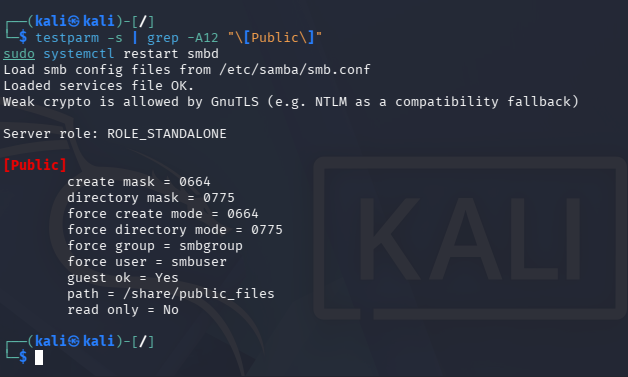 ┌──(kali㉿kali)-[/]
└─$ testparm -s | grep -A12 "\[Public\]"
sudo systemctl restart smbd
Load smb config files from /etc/samba/smb.conf
Loaded services file OK.
Weak crypto is allowed by GnuTLS (e.g. NTLM as a compatibility fallback)

Server role: ROLE_STANDALONE

[Public]
        create mask = 0664
        directory mask = 0775
        force create mode = 0664
        force directory mode = 0775
        force group = smbgroup
        force user = smbuser
        guest ok = Yes
        path = /share/public_files
        read only = No

┌──(kali㉿kali)-[/]
└─$
KALI